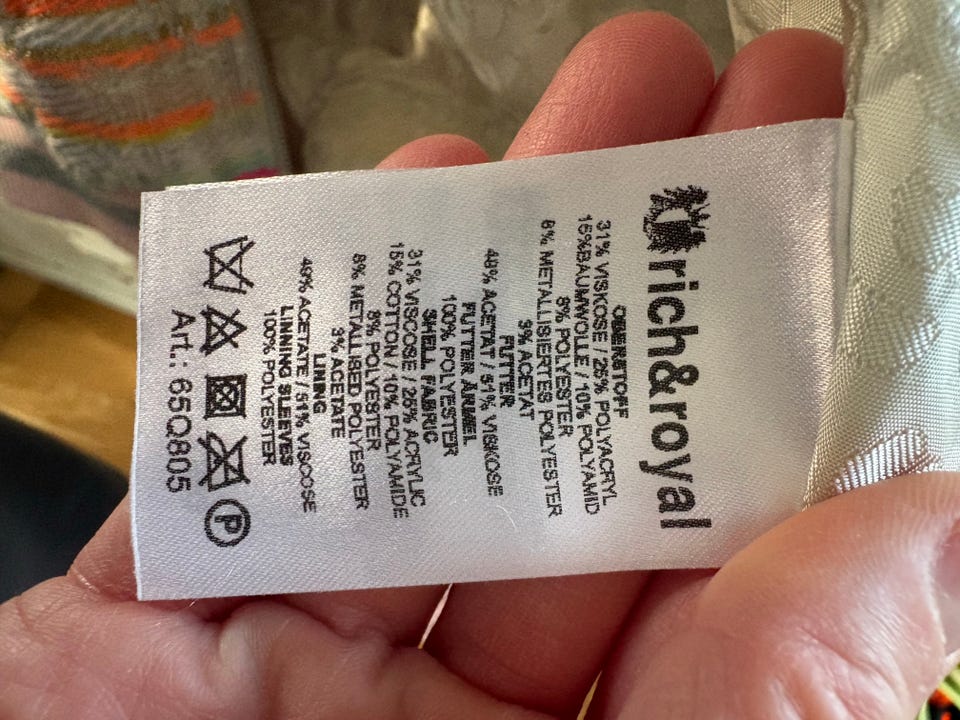 rich&royal
OBERSTOFF
31% VISKOSE / 25% POLYACRYL
15%BAUMWOLLE / 10% POLYAMID
8% POLYESTER
8% METALLISIERTES POLYESTER
3% ACETAT
FUTTER
49% ACETAT / 51% VISKOSE
FUTTER ÄRMEL
100% POLYESTER
SHELL FABRIC
31% VISCOSE / 25% ACRYLIC
15% COTTON / 10% POLYAMIDE
8% POLYESTER
8% METALLISED POLYESTER
3% ACETATE
LINING
49% ACETATE / 51% VISCOSE
LINNING SLEEVES
100% POLYESTER
P
Art.: 65Q805